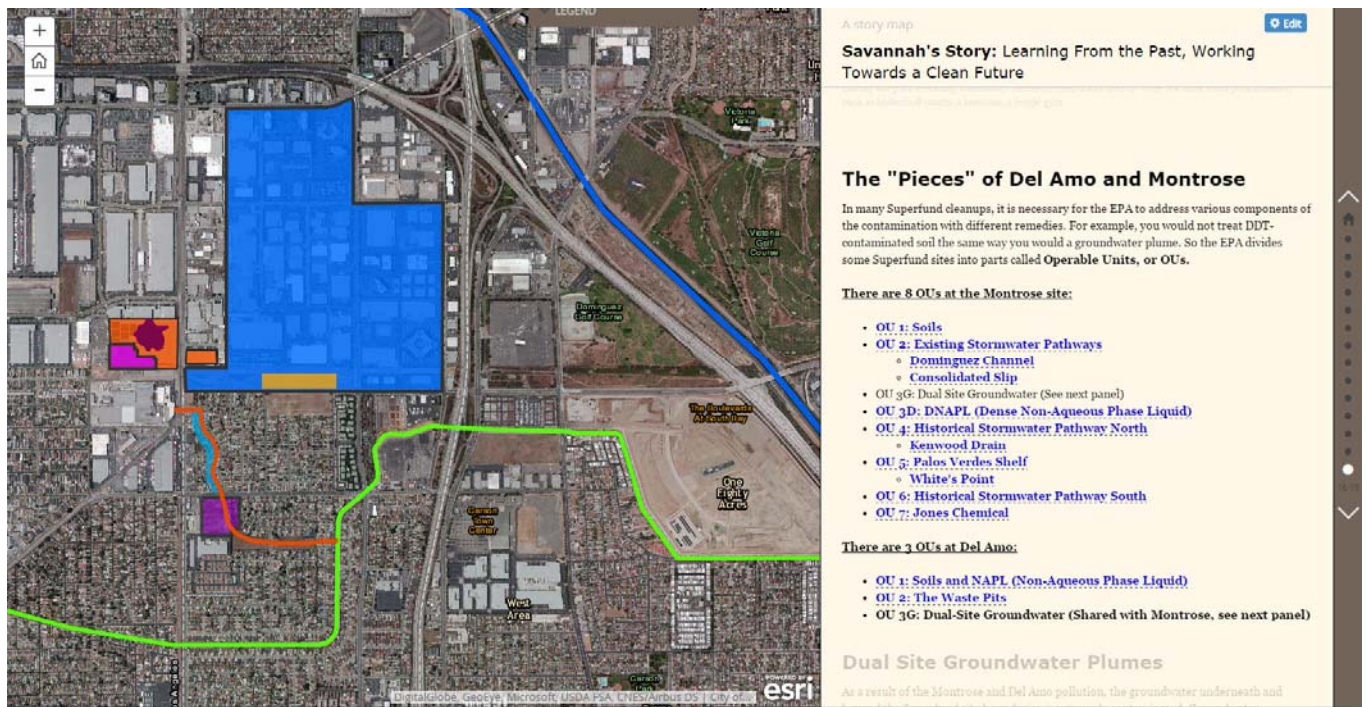 LEGEND
+
−
Victoria
Park
Victoria
Golf
Course
Dominguez
Golf Course
The Boulevards
At South Bay
One
Eighty
Acres
Carson
Town
Center
West
Area
Carson
Park
DigitalGlobe, GeoEye, Microsoft, USDA FSA, CNES/Airbus DS | City of...
POWERED BY
esri
A story map
Edit
Savannah's Story: Learning From the Past, Working
Towards a Clean Future
The "Pieces" of Del Amo and Montrose
In many Superfund cleanups, it is necessary for the EPA to address various components of
the contamination with different remedies. For example, you would not treat DDT-
contaminated soil the same way you would a groundwater plume. So the EPA divides
some Superfund sites into parts called Operable Units, or OUs.
There are 8 OUs at the Montrose site:
• OU 1: Soils
• OU 2: Existing Stormwater Pathways
◦ Dominguez Channel
◦ Consolidated Slip
• OU 3G: Dual Site Groundwater (See next panel)
• OU 3D: DNAPL (Dense Non-Aqueous Phase Liquid)
• OU 4: Historical Stormwater Pathway North
◦ Kenwood Drain
• OU 5: Palos Verdes Shelf
◦ White's Point
• OU 6: Historical Stormwater Pathway South
• OU 7: Jones Chemical
There are 3 OUs at Del Amo:
• OU 1: Soils and NAPL (Non-Aqueous Phase Liquid)
• OU 2: The Waste Pits
• OU 3G: Dual-Site Groundwater (Shared with Montrose, see next panel)
Dual Site Groundwater Plumes
As a result of the Montrose and Del Amo pollution, the groundwater underneath and